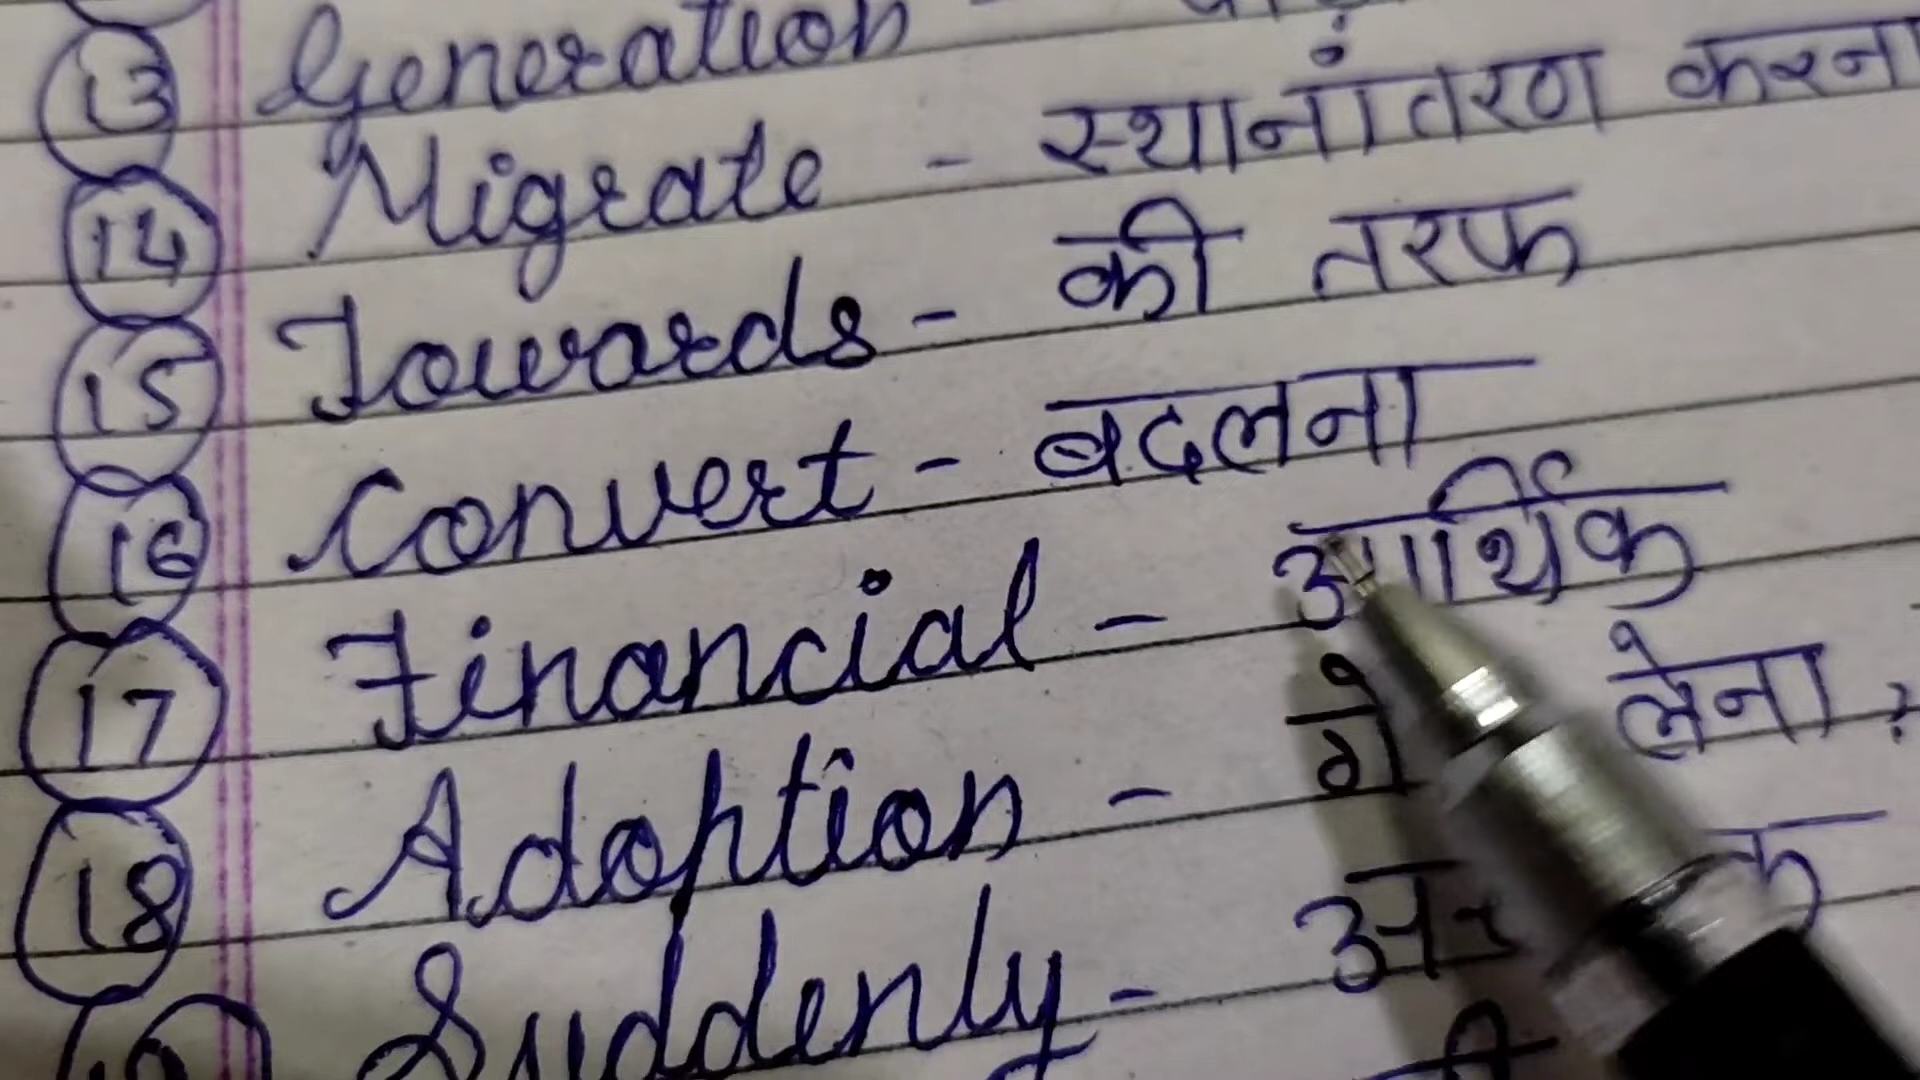 13 Generation -
14 Migrate - स्थानांतरण करना
15 Towards - की तरफ
16 Convert - बदलना
17 Financial - आर्थिक
18 Adoption - लेना,
Suddenly -